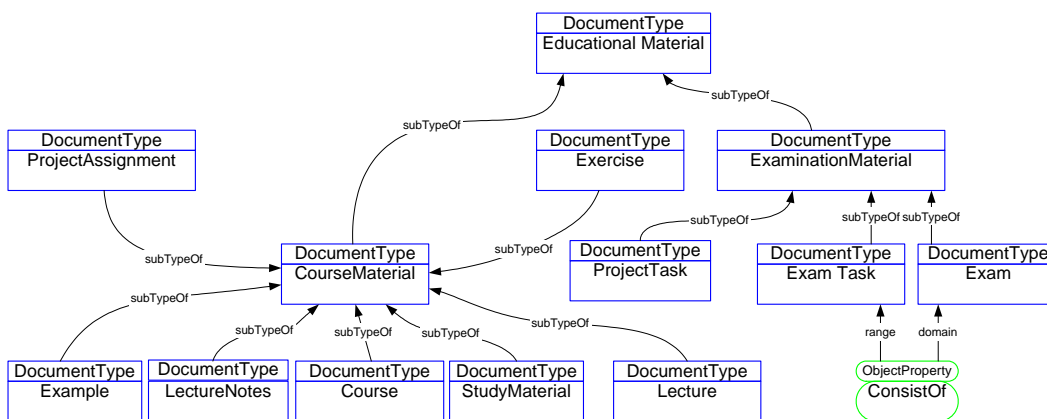 DocumentType
Educational Material
subTypeOf
subTypeOf
DocumentType
ProjectAssignment
DocumentType
Exercise
DocumentType
ExaminationMaterial
subTypeOf
subTypeOf
subTypeOf
subTypeOf
subTypeOf
DocumentType
CourseMaterial
DocumentType
ProjectTask
DocumentType
Exam Task
DocumentType
Exam
subTypeOf
subTypeOf
subTypeOf
subTypeOf
subTypeOf
range
domain
DocumentType
Example
DocumentType
LectureNotes
DocumentType
Course
DocumentType
StudyMaterial
DocumentType
Lecture
ObjectProperty
ConsistOf